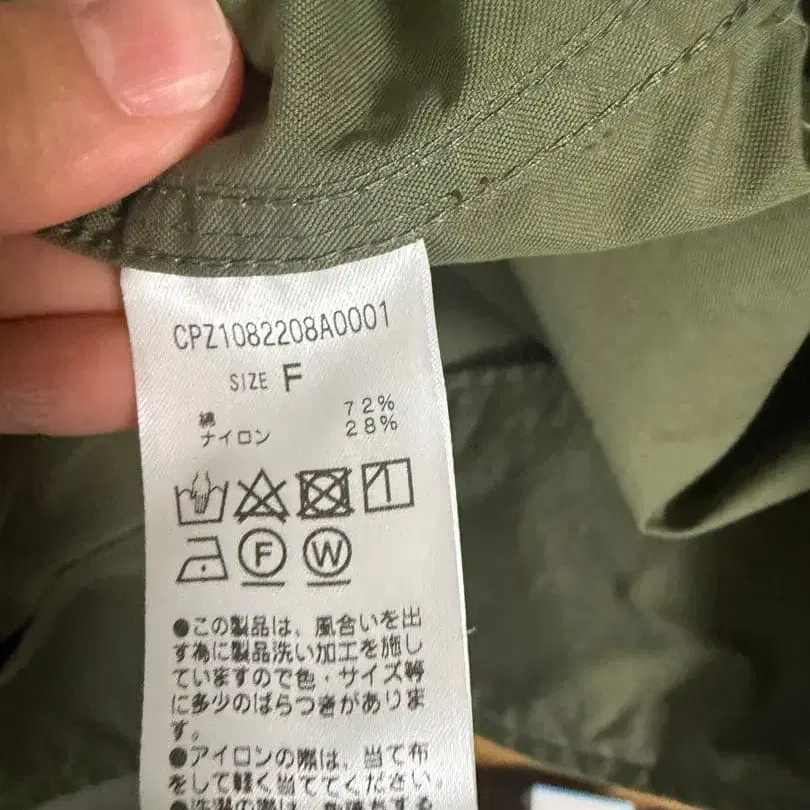 CPZ1082208A0001
SIZE F
綿 72%
ナイロン 28%
F W
●この製品は、風合いを出
す為に製品洗い加工を施し
ていますので色・サイズ等
に多少のばらつきがありま
す。
●アイロンの際は、当て布
をして軽く当ててください。